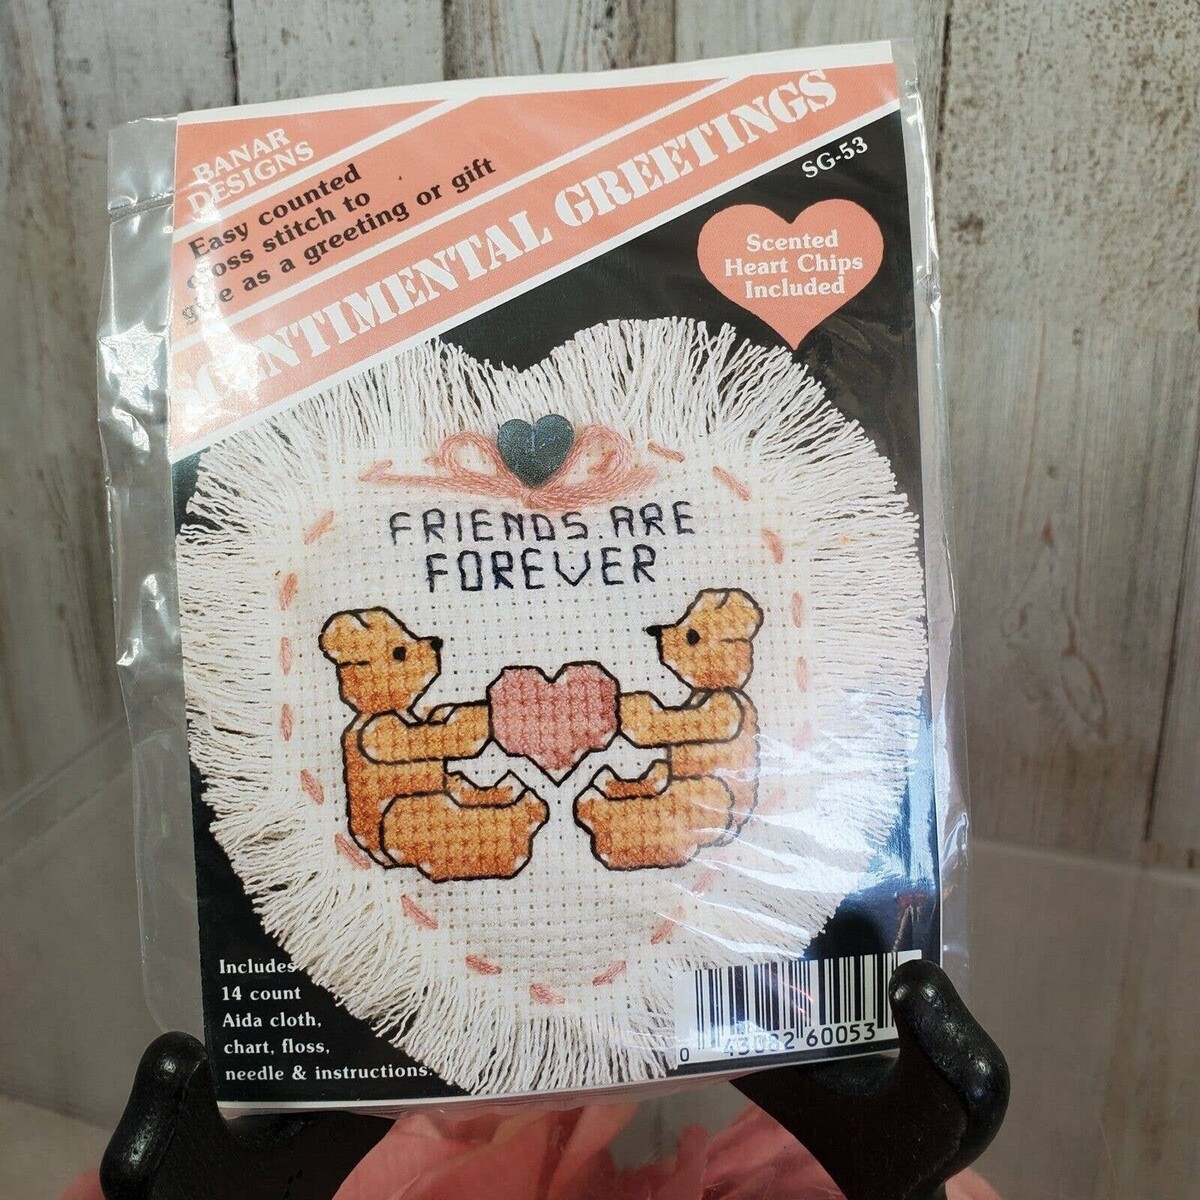 BANAR
DESIGNS
Easy counted
cross stitch to
give as a greeting or gift
SCENTIMENTAL GREETINGS
SG-53
Scented
Heart Chips
Included
FRIENDS ARE
FOREVER
Includes
14 count
Aida cloth,
chart, floss,
needle & instructions.
0 43082 60053